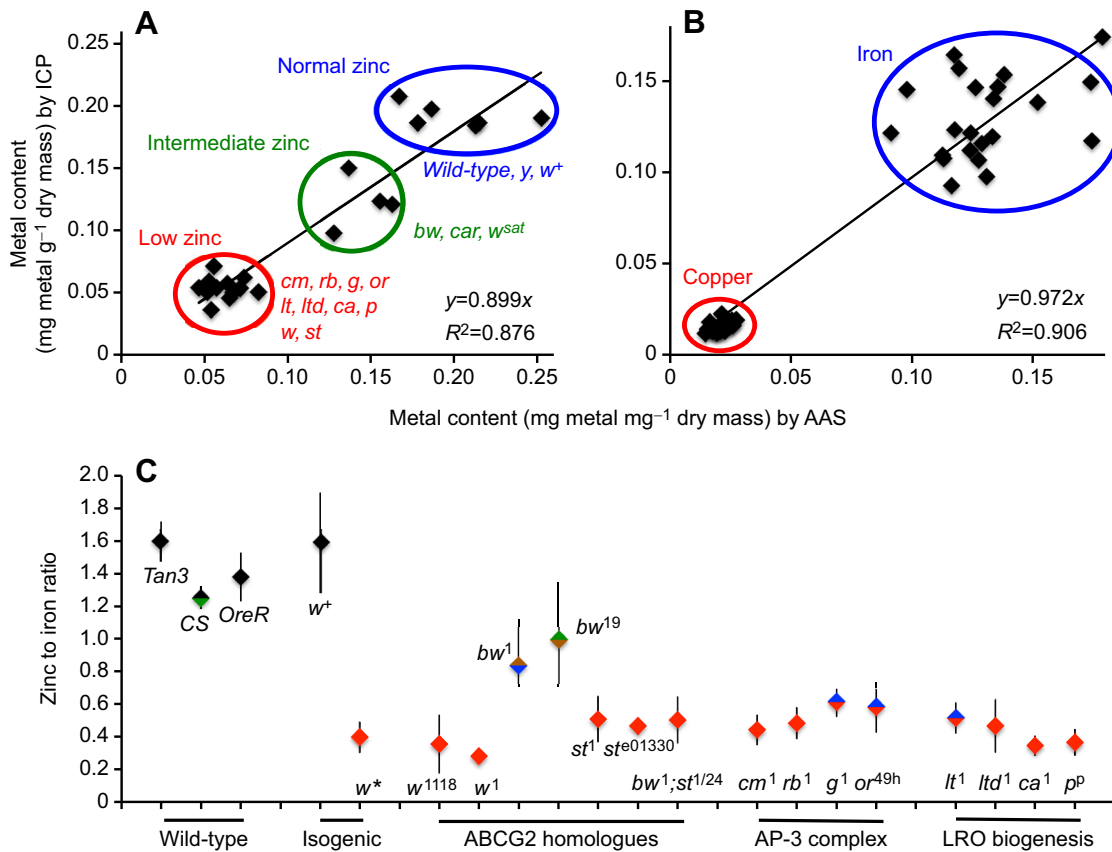 A
B
Metal content
(mg metal g⁻¹ dry mass) by ICP
0.25
0.20
0.15
0.10
0.05
0
Normal zinc
Intermediate zinc
Low zinc
Wild-type, y, w⁺
bw, car, wˢᵃᵗ
cm, rb, g, or
lt, ltd, ca, p
w, st
y=0.899x
R²=0.876
0 0.05 0.10 0.15 0.20 0.25
0.15
0.10
0.05
0
Iron
Copper
y=0.972x
R²=0.906
0 0.05 0.10 0.15
Metal content (mg metal mg⁻¹ dry mass) by AAS
C
Zinc to iron ratio
2.0
1.8
1.6
1.4
1.2
1.0
0.8
0.6
0.4
0.2
0
Tan3
CS
OreR
w⁺
w*
w¹¹¹⁸
w¹
bw¹
bw¹⁹
st¹ stᵉ⁰¹³³⁰
bw¹;st¹/²⁴
cm¹ rb¹ g¹ or⁴⁹ʰ
lt¹ ltd¹ ca¹ pᵖ
Wild-type Isogenic ABCG2 homologues AP-3 complex LRO biogenesis